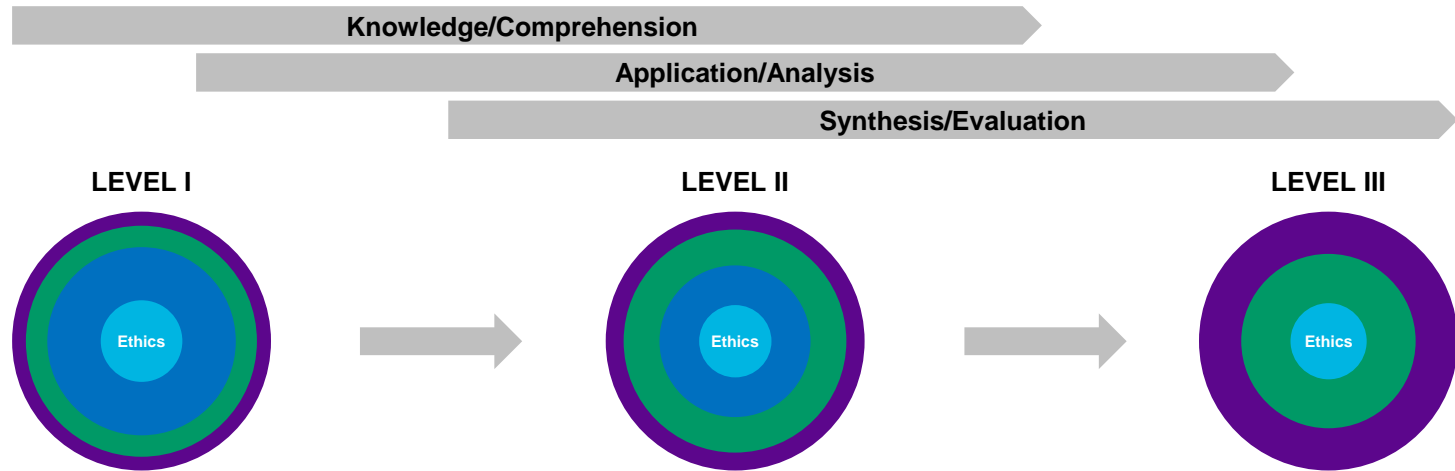 Knowledge/Comprehension
Application/Analysis
Synthesis/Evaluation
LEVEL I
LEVEL II
LEVEL III
Ethics
Ethics
Ethics